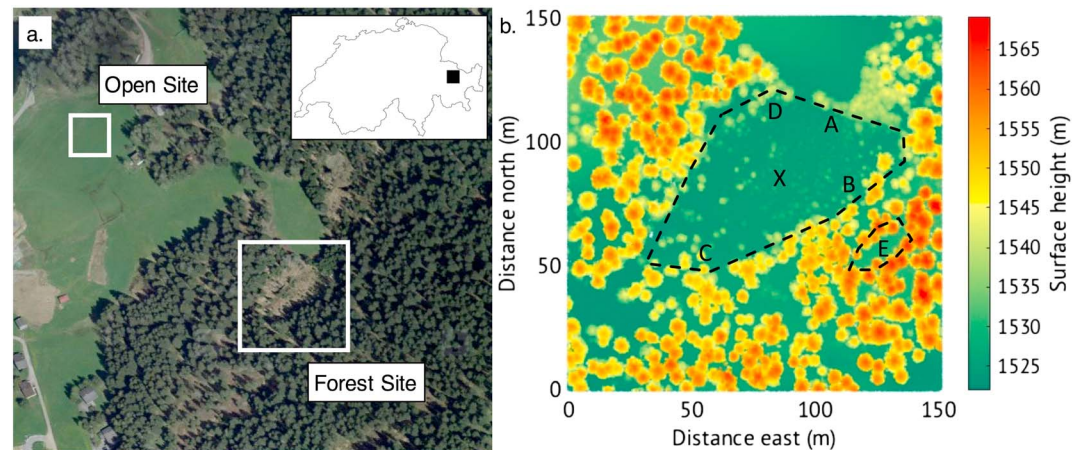 a.
Open Site
Forest Site
b.
Distance north (m)
150
100
50
0
0
50
100
150
Distance east (m)
D
A
X
B
C
E
1565
1560
1555
1550
1545
1540
1535
1530
1525
Surface height (m)